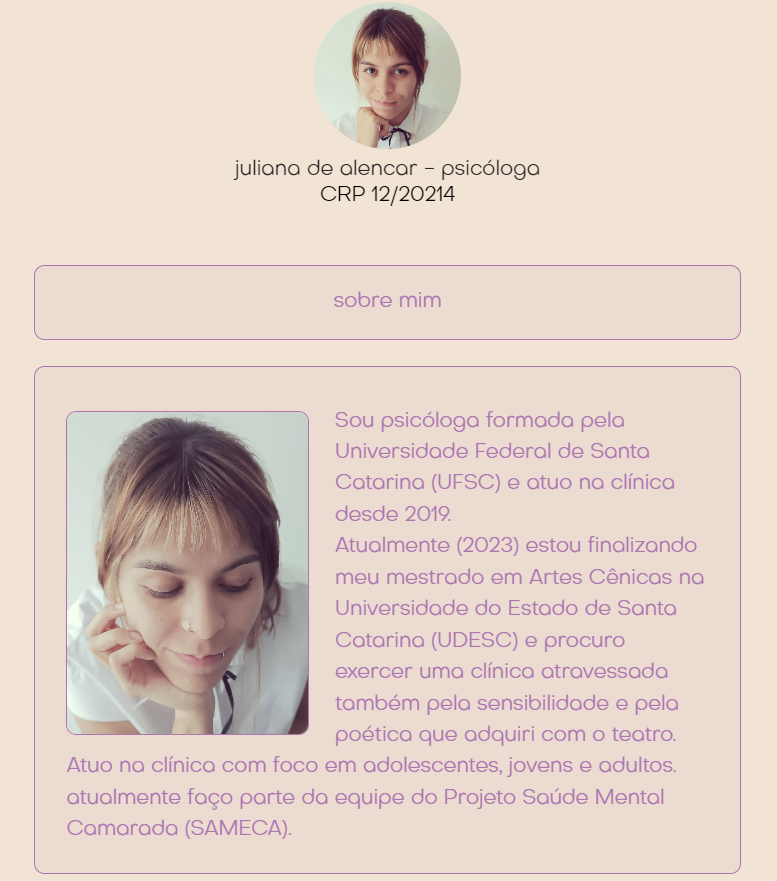 juliana de alencar - psicóloga
CRP 12/20214
sobre mim
Sou psicóloga formada pela
Universidade Federal de Santa
Catarina (UFSC) e atuo na clínica
desde 2019.
Atualmente (2023) estou finalizando
meu mestrado em Artes Cênicas na
Universidade do Estado de Santa
Catarina (UDESC) e procuro
exercer uma clínica atravessada
também pela sensibilidade e pela
poética que adquiri com o teatro.
Atuo na clínica com foco em adolescentes, jovens e adultos.
atualmente faço parte da equipe do Projeto Saúde Mental
Camarada (SAMECA).